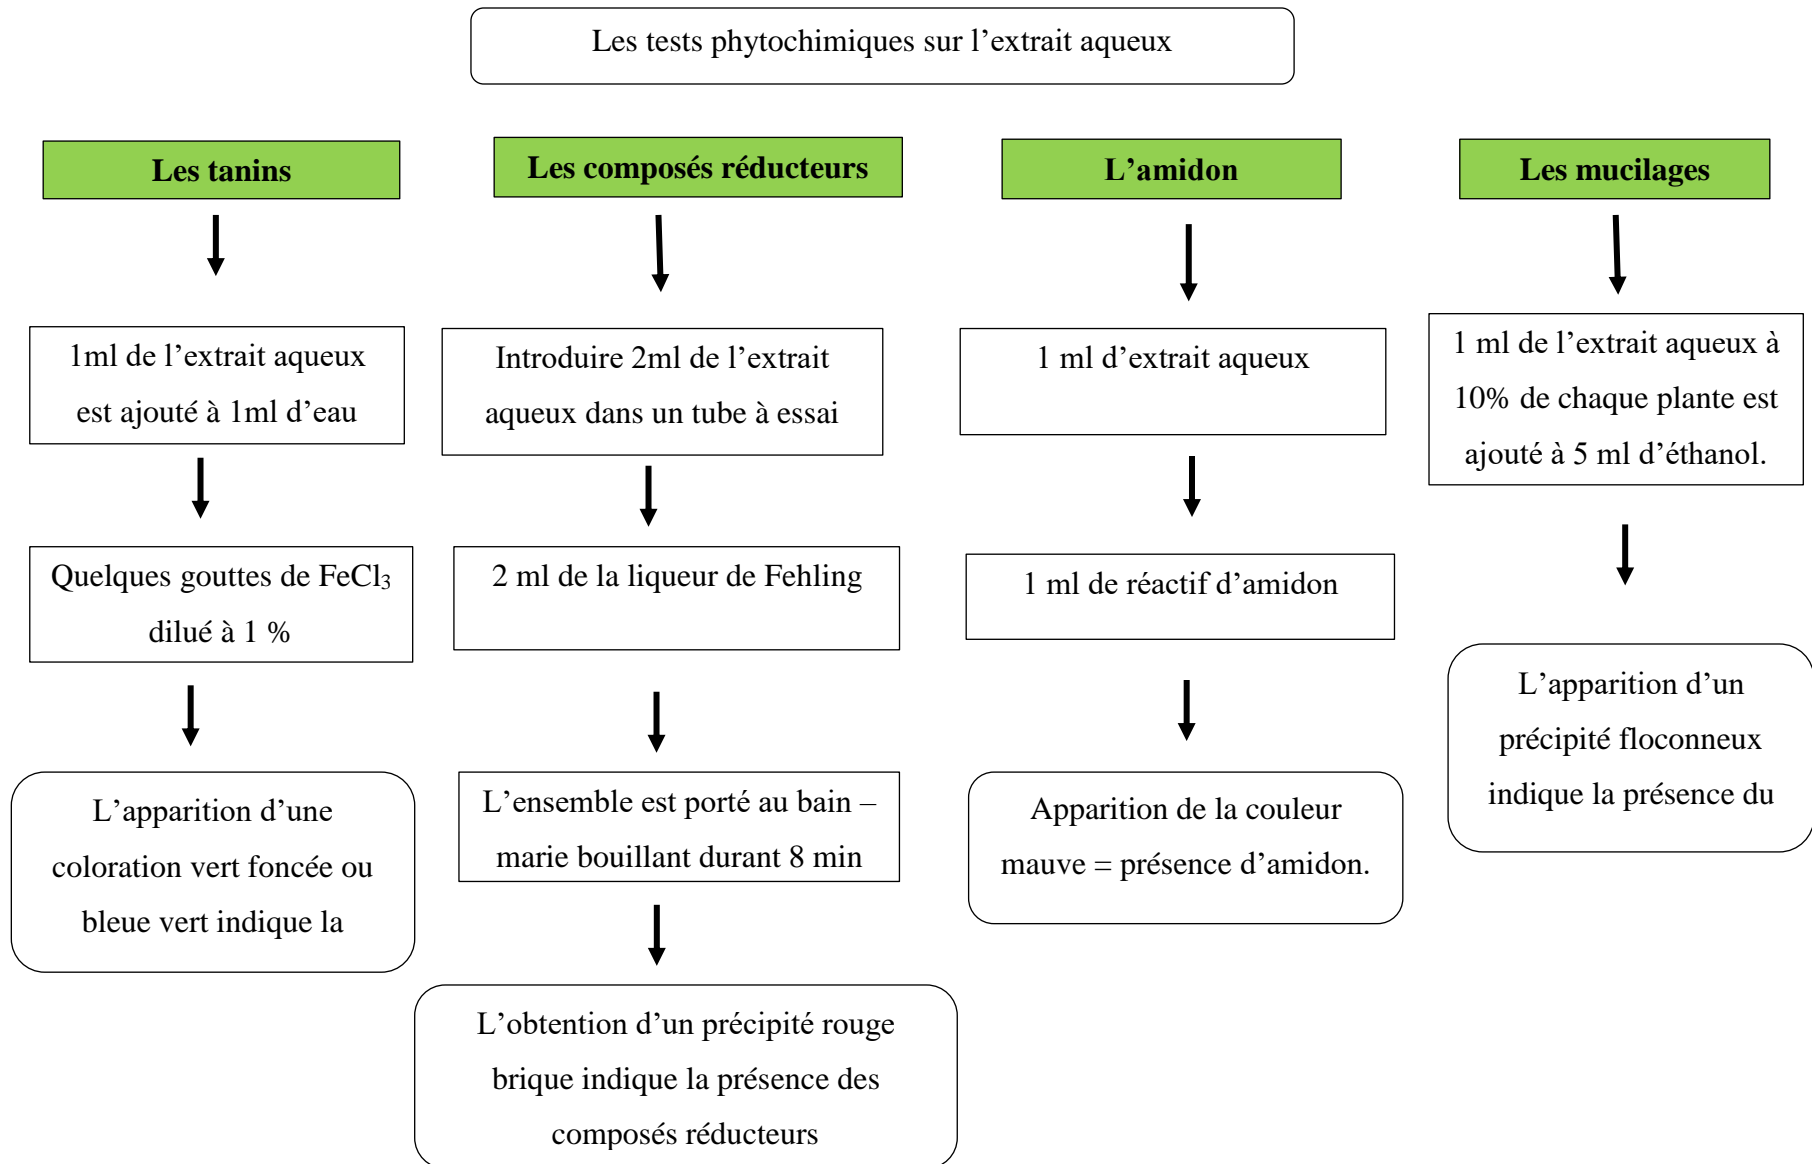 Les tests phytochimiques sur l’extrait aqueux
Les tanins
1ml de l’extrait aqueux
est ajouté à 1ml d’eau
Quelques gouttes de FeCl₃
dilué à 1 %
L’apparition d’une
coloration vert foncée ou
bleue vert indique la
Les composés réducteurs
Introduire 2ml de l’extrait
aqueux dans un tube à essai
2 ml de la liqueur de Fehling
L’ensemble est porté au bain –
marie bouillant durant 8 min
L’obtention d’un précipité rouge
brique indique la présence des
composés réducteurs
L’amidon
1 ml d’extrait aqueux
1 ml de réactif d’amidon
Apparition de la couleur
mauve = présence d’amidon.
Les mucilages
1 ml de l’extrait aqueux à
10% de chaque plante est
ajouté à 5 ml d’éthanol.
L’apparition d’un
précipité floconneux
indique la présence du